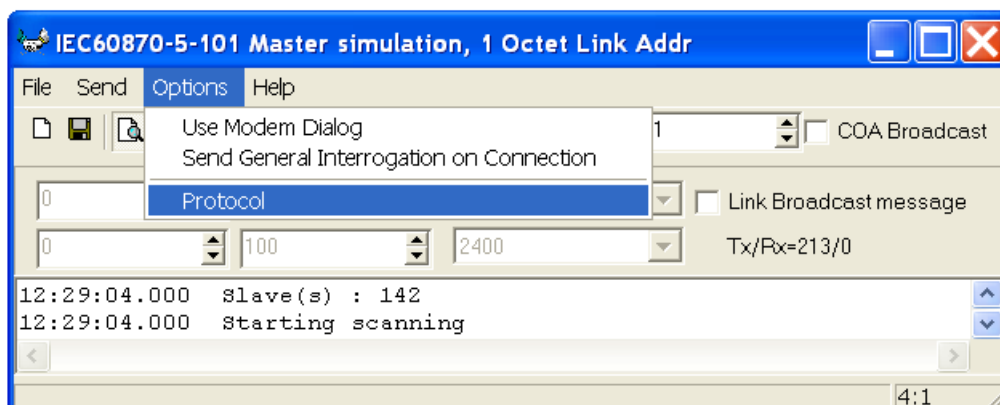 IEC60870-5-101 Master simulation, 1 Octet Link Addr
File Send Options Help
Use Modem Dialog
Send General Interrogation on Connection
Protocol
1 COA Broadcast
0 Link Broadcast message
0 100 2400 Tx/Rx=213/0
12:29:04.000 Slave(s) : 142
12:29:04.000 Starting scanning
4:1